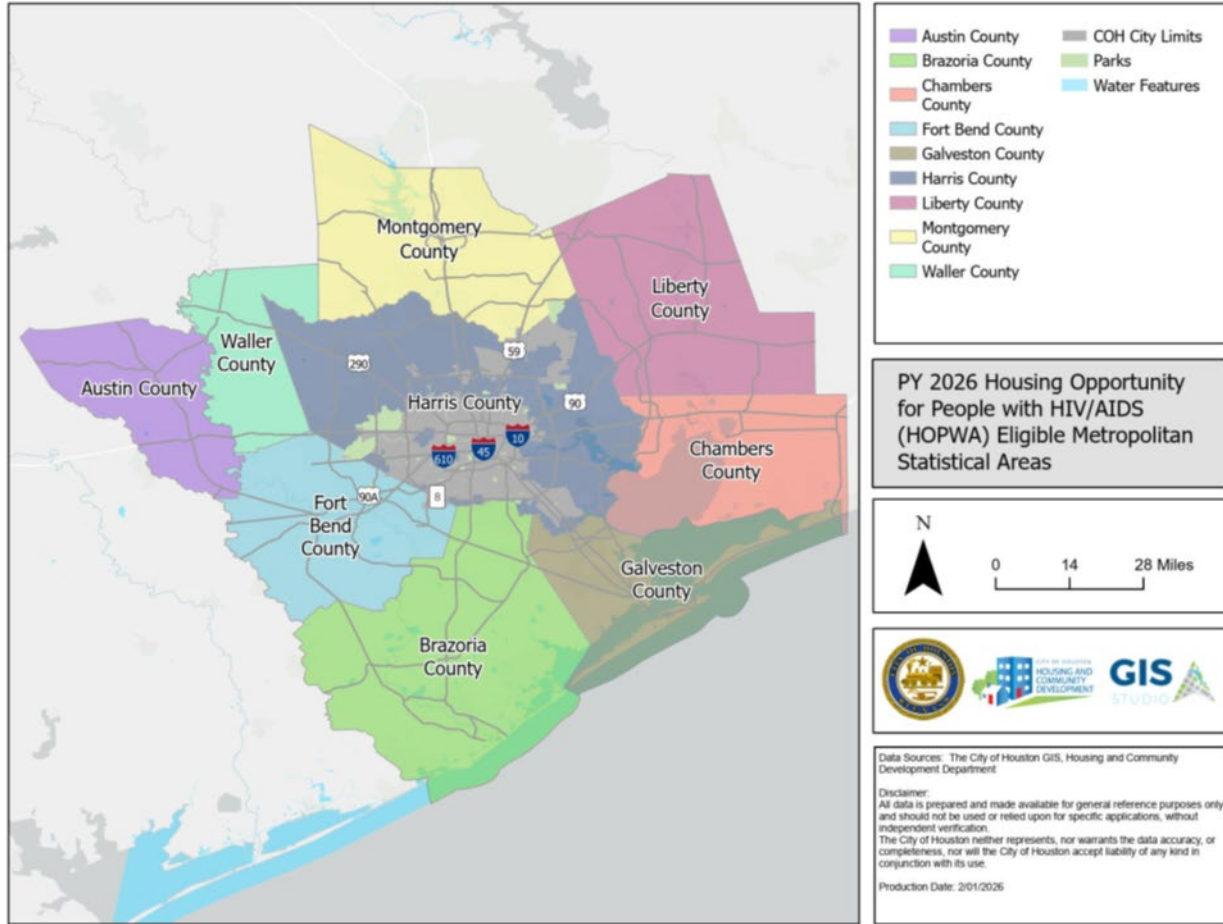 Montgomery
County
Liberty
County
Waller
County
Austin County
290
59
Harris County
90
10
45
610
Chambers
County
8
90A
Fort
Bend
County
Galveston
County
Brazoria
County
Austin County
Brazoria County
Chambers
County
Fort Bend County
Galveston County
Harris County
Liberty County
Montgomery
County
Waller County
COH City Limits
Parks
Water Features
PY 2026 Housing Opportunity
for People with HIV/AIDS
(HOPWA) Eligible Metropolitan
Statistical Areas
N
0 14 28 Miles
CITY OF HOUSTON
HOUSING AND
COMMUNITY
DEVELOPMENT
GIS
STUDIO
Data Sources: The City of Houston GIS, Housing and Community
Development Department
Disclaimer:
All data is prepared and made available for general reference purposes only
and should not be used or relied upon for specific applications, without
independent verification.
The City of Houston neither represents, nor warrants the data accuracy, or
completeness, nor will the City of Houston accept liability of any kind in
conjunction with its use.
Production Date: 2/01/2026